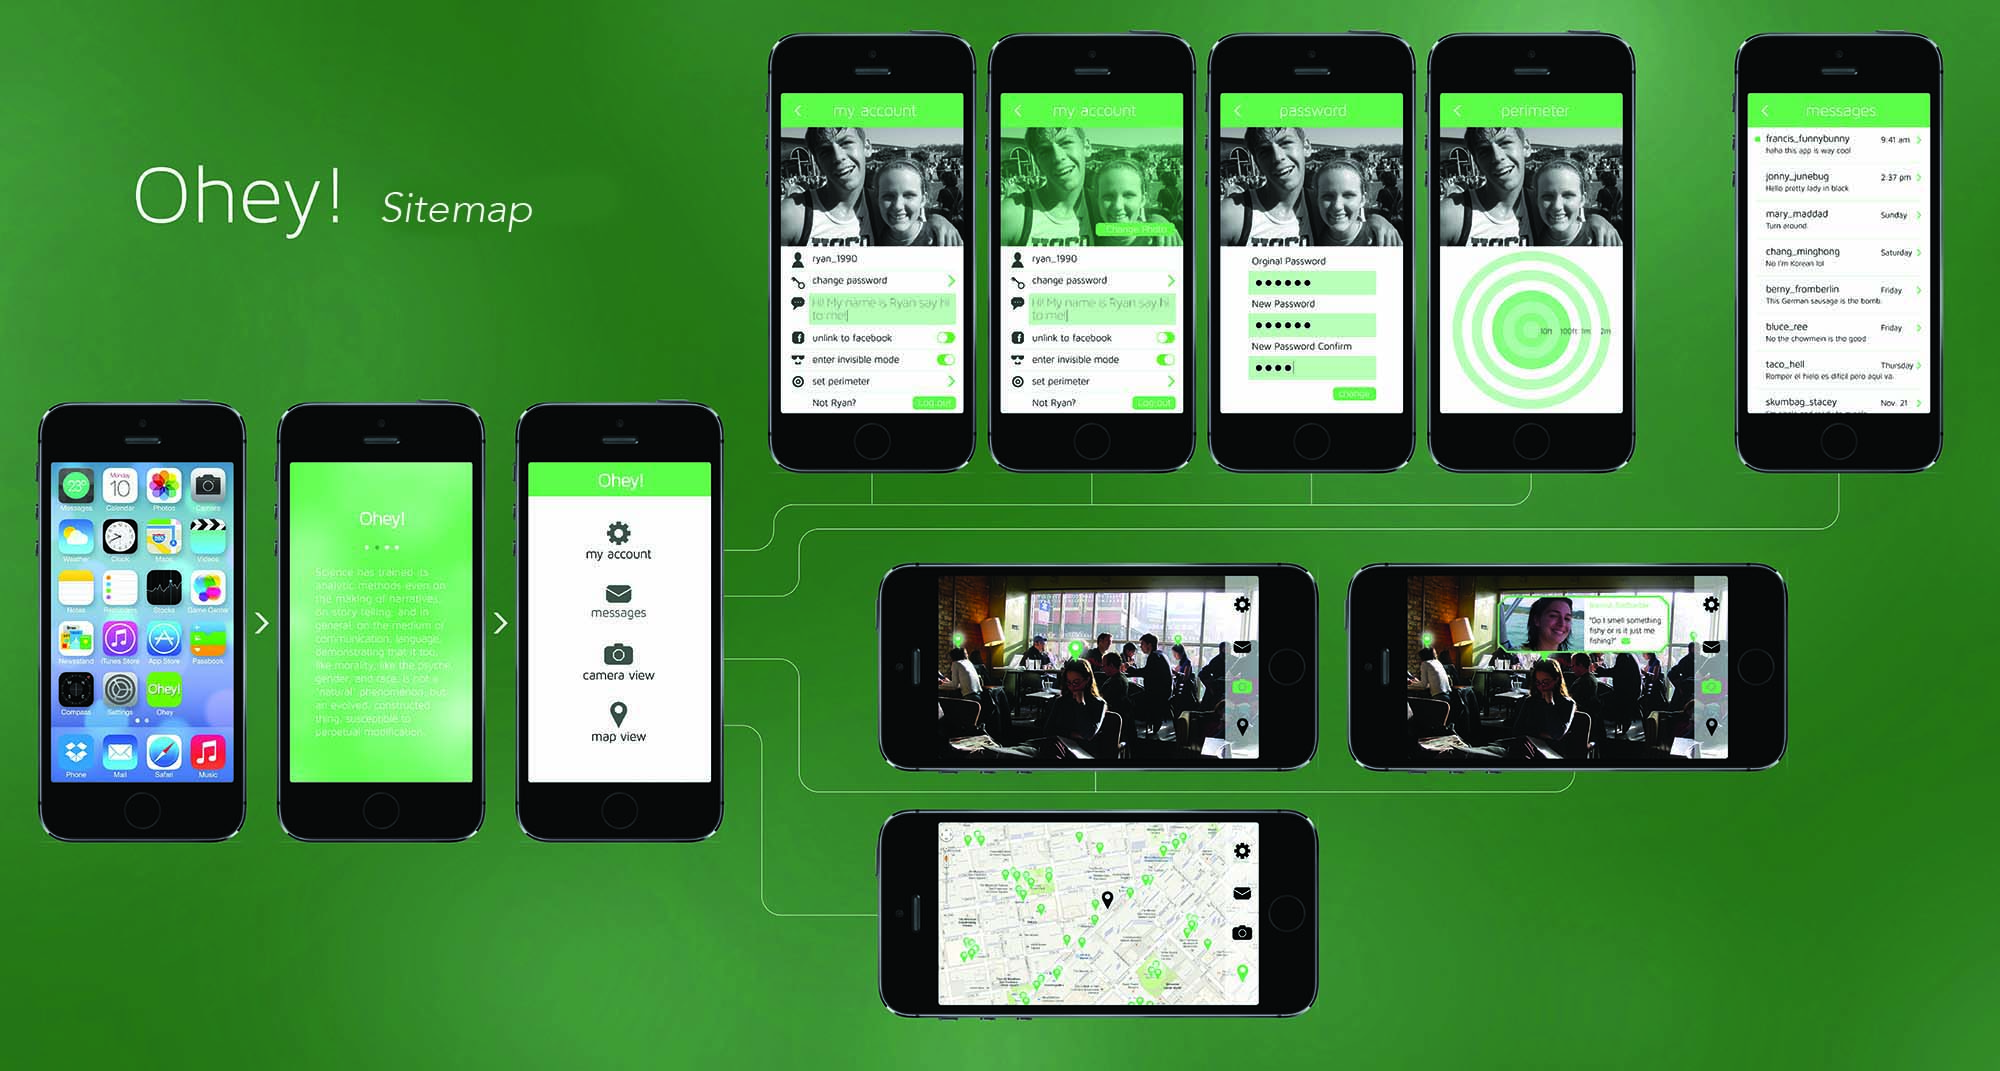 Ohey! Sitemap
my account
ryan_1990
change password
Hi! My name is Ryan say hi
to me!
unlink to facebook
enter invisible mode
set perimeter
Not Ryan?
Log out
my account
Change Photo
ryan_1990
change password
Hi! My name is Ryan say hi
to me!
unlink to facebook
enter invisible mode
set perimeter
Not Ryan?
Log out
password
Orginal Password
New Password
New Password Confirm
Change
perimeter
10ft 100ft 1m 2m
messages
francis_funnybunny 9:41 am
haha this app is way cool
jonny_junebug 2:37 pm
Hello pretty lady in black
mary_maddad Sunday
Turn around.
chang_minghong Saturday
No I'm Korean lol
berny_fromberlin Friday
This German sausage is the bomb.
bluce_ree Friday
No the chowmein is the good
taco_hell Thursday
Romper el hielo es dificil pero aqui va.
skumbag_stacey Nov. 21
23°
Monday
10
Messages Calendar Photos Camera
Weather Clock Maps Videos
Notes Reminders Stocks Game Center
Newsstand iTunes Store App Store Passbook
Ohey!
Compass Settings Ohey
Phone Mail Safari Music
Ohey!
Science has trained its
analytic methods even on
the making of narratives,
on story telling, and in
general, on the medium of
communication, language,
demonstrating that it too,
like morality, like the psyche,
gender, and race, is not a
'natural' phenomenon, but
an evolved, constructed
thing, susceptible to
perpetual modification.
Ohey!
my account
messages
camera view
map view
"Do I smell something
fishy or is it just me
fishing?"